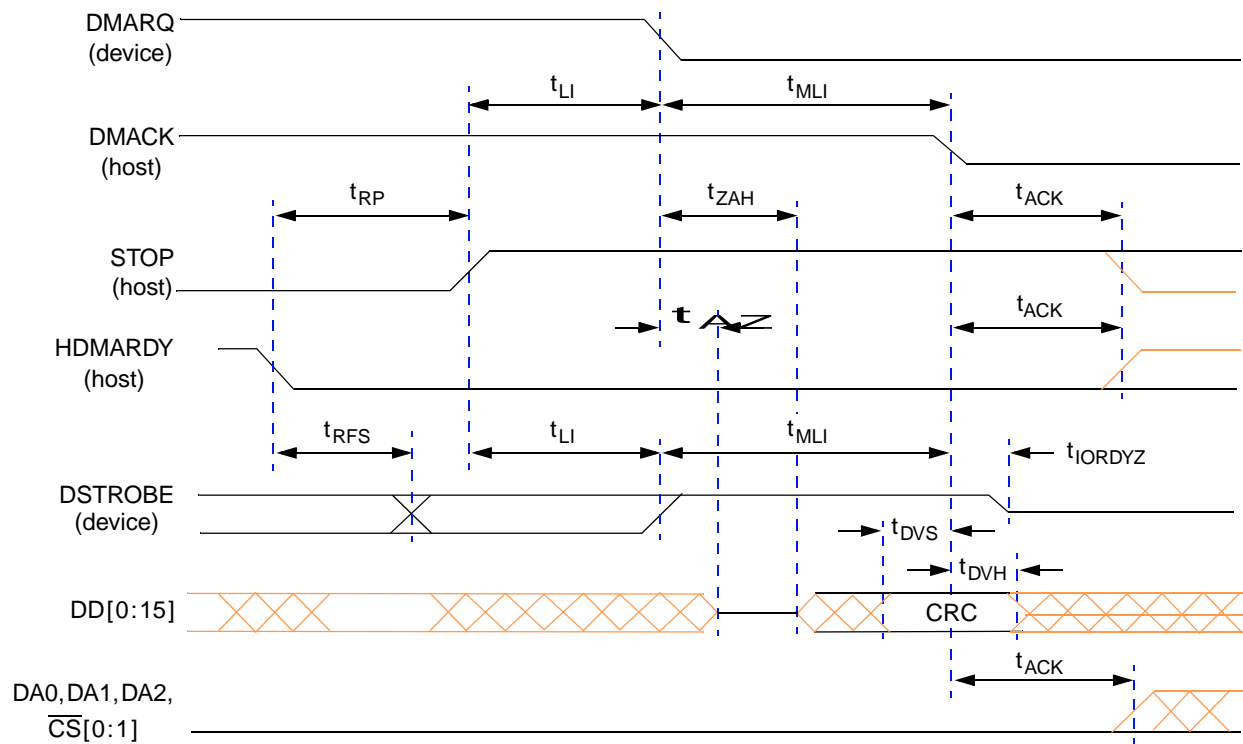 DMARQ
(device)
tLI
tMLI
DMACK
(host)
tRP
tZAH
tACK
STOP
(host)
tAZ
tACK
HDMARDY
(host)
tRFS
tLI
tMLI
tIORDYZ
DSTROBE
(device)
tDVS
tDVH
DD[0:15]
CRC
tACK
DA0,DA1,DA2,
C̅S̅[0:1]